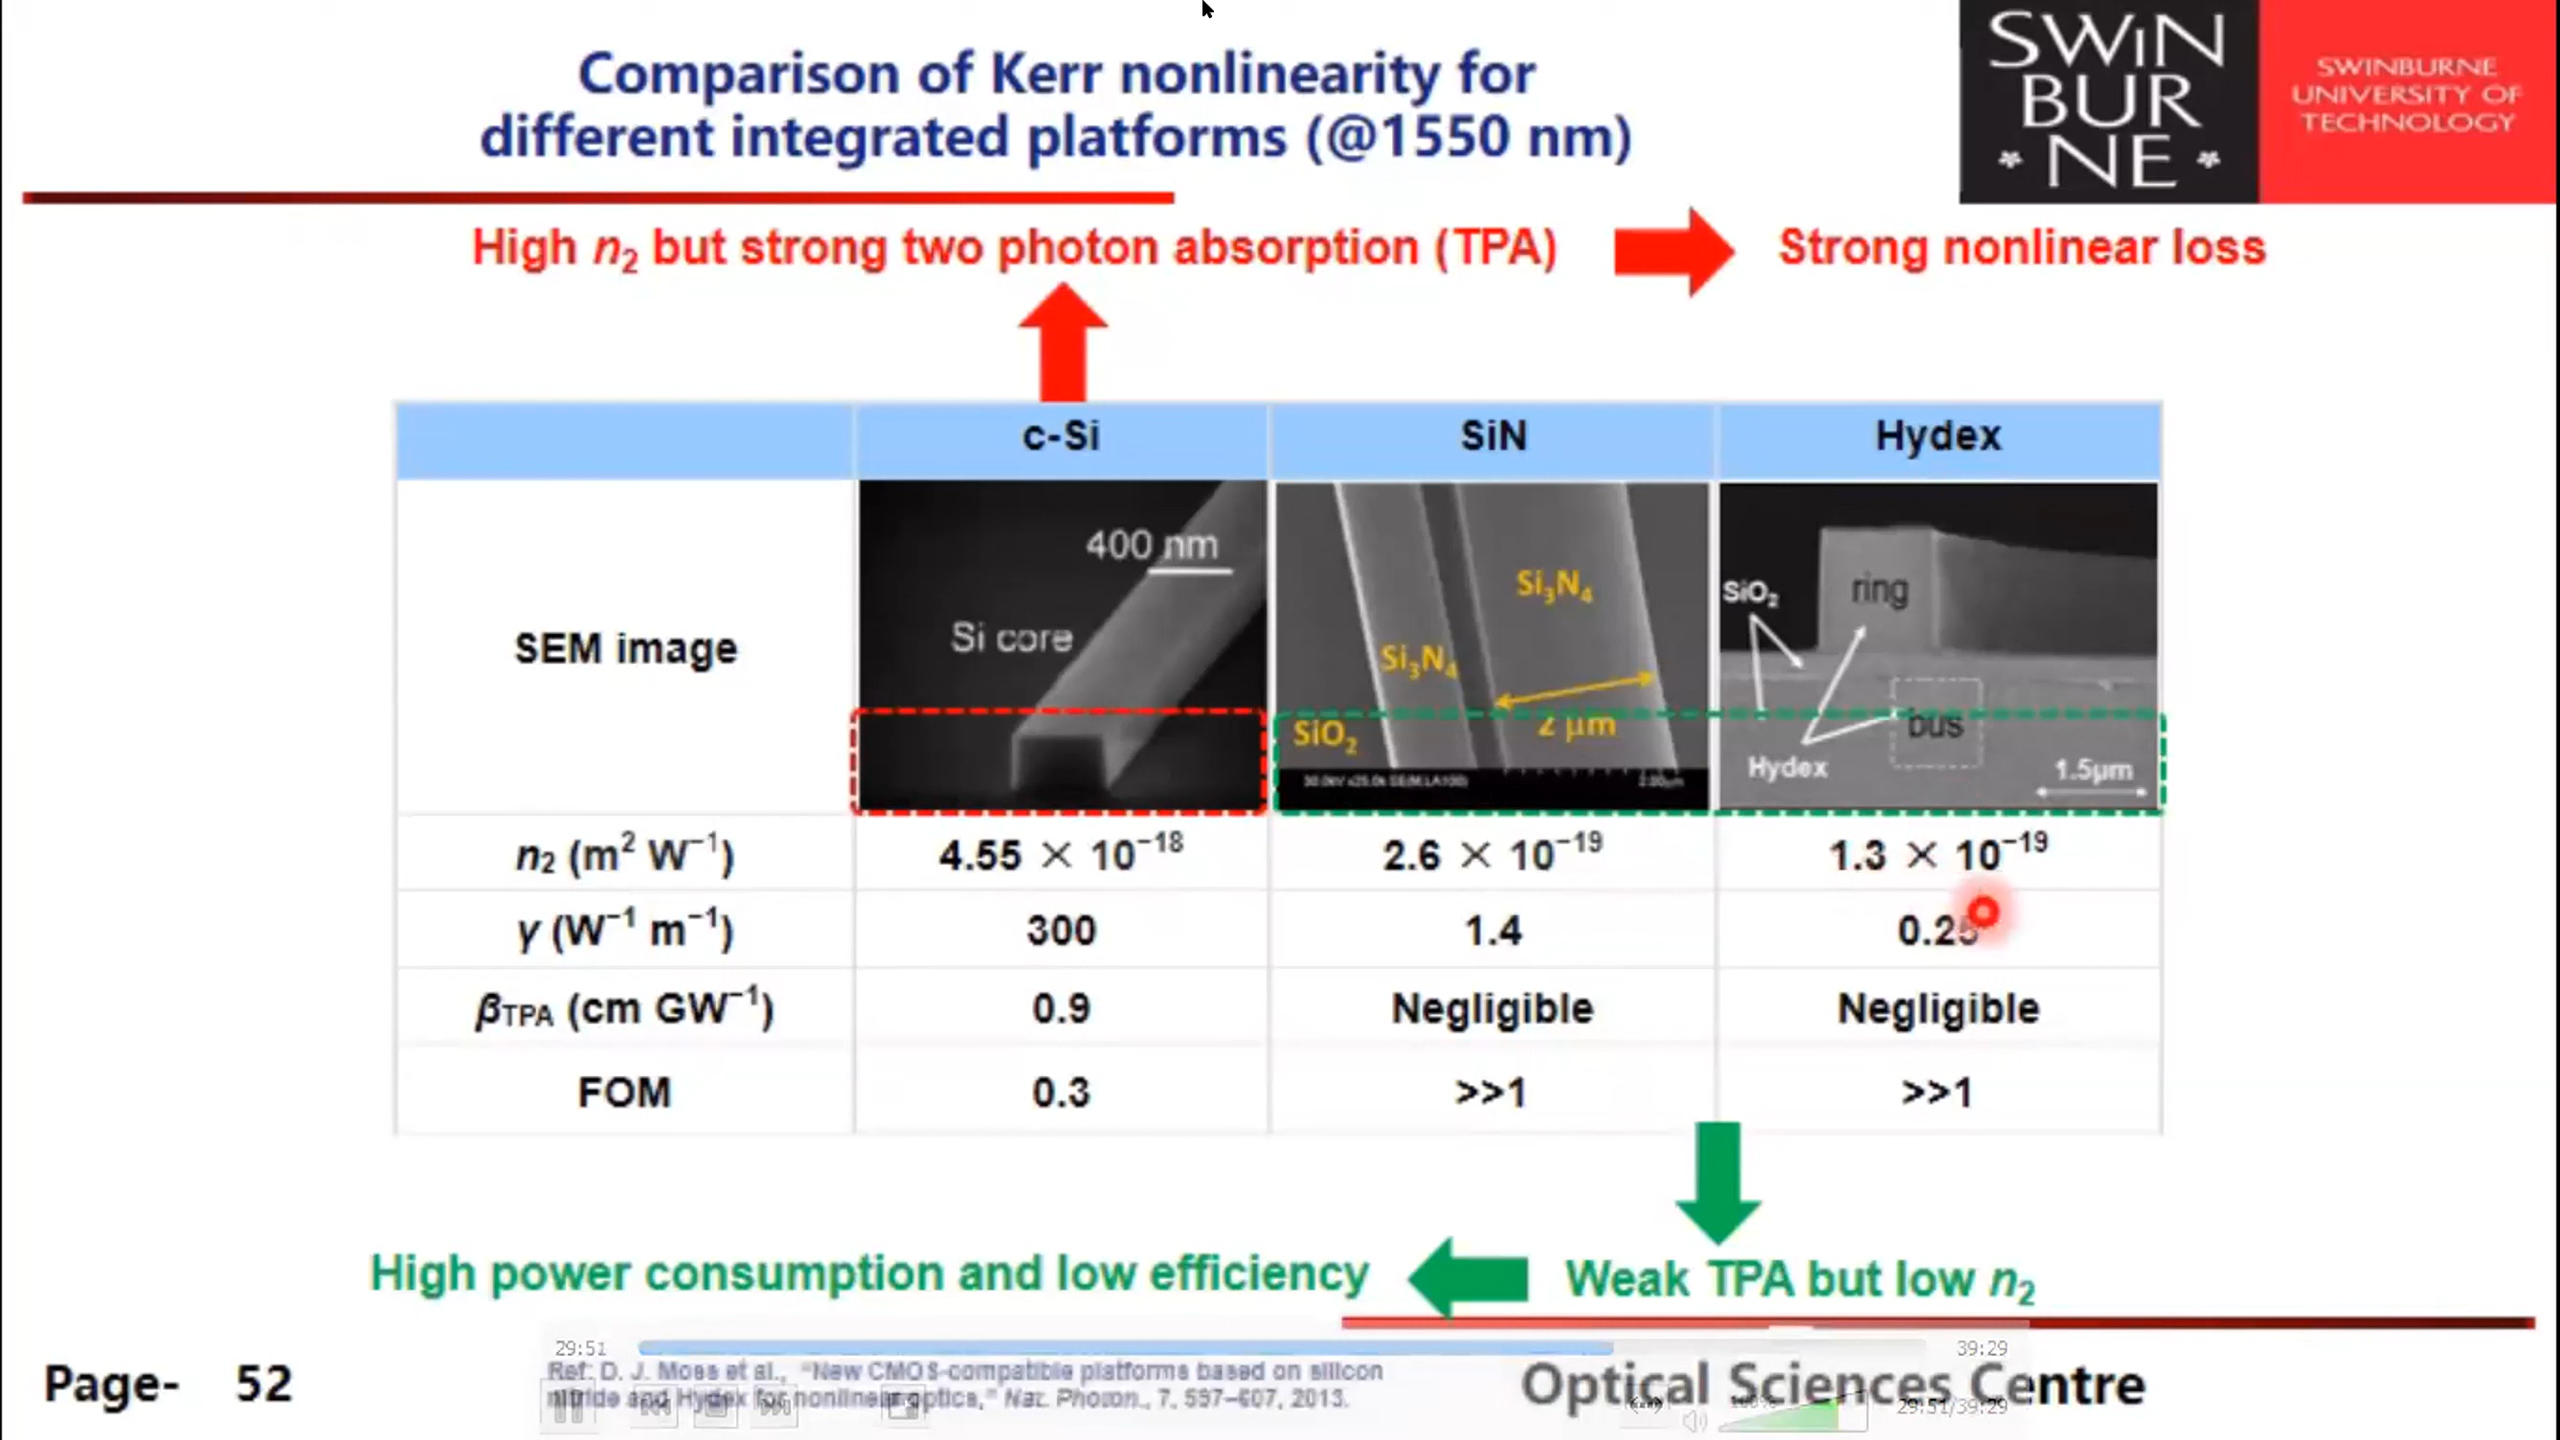 Comparison of Kerr nonlinearity for
different integrated platforms (@1550 nm)
SWiN
BUR
* NE *
SWINBURNE
UNIVERSITY OF
TECHNOLOGY
High n₂ but strong two photon absorption (TPA)
Strong nonlinear loss
c-Si
SiN
Hydex
SEM image
400 nm
Si core
Si₃N₄
Si₃N₄
SiO₂
2 μm
SiO₂
ring
bus
Hydex
1.5μm
n₂ (m² W⁻¹)
4.55 × 10⁻¹⁸
2.6 × 10⁻¹⁹
1.3 × 10⁻¹⁹
γ (W⁻¹ m⁻¹)
300
1.4
0.25
βTPA (cm GW⁻¹)
0.9
Negligible
Negligible
FOM
0.3
>>1
>>1
High power consumption and low efficiency
Weak TPA but low n₂
29:51
39:29
Ref: D. J. Moss et al., “New CMOS-compatible platforms based on silicon
nitride and Hydex for nonlinear optics,” Nat. Photon., 7, 597–607, 2013.
Page- 52
Optical Sciences Centre
100%
29:51/39:29